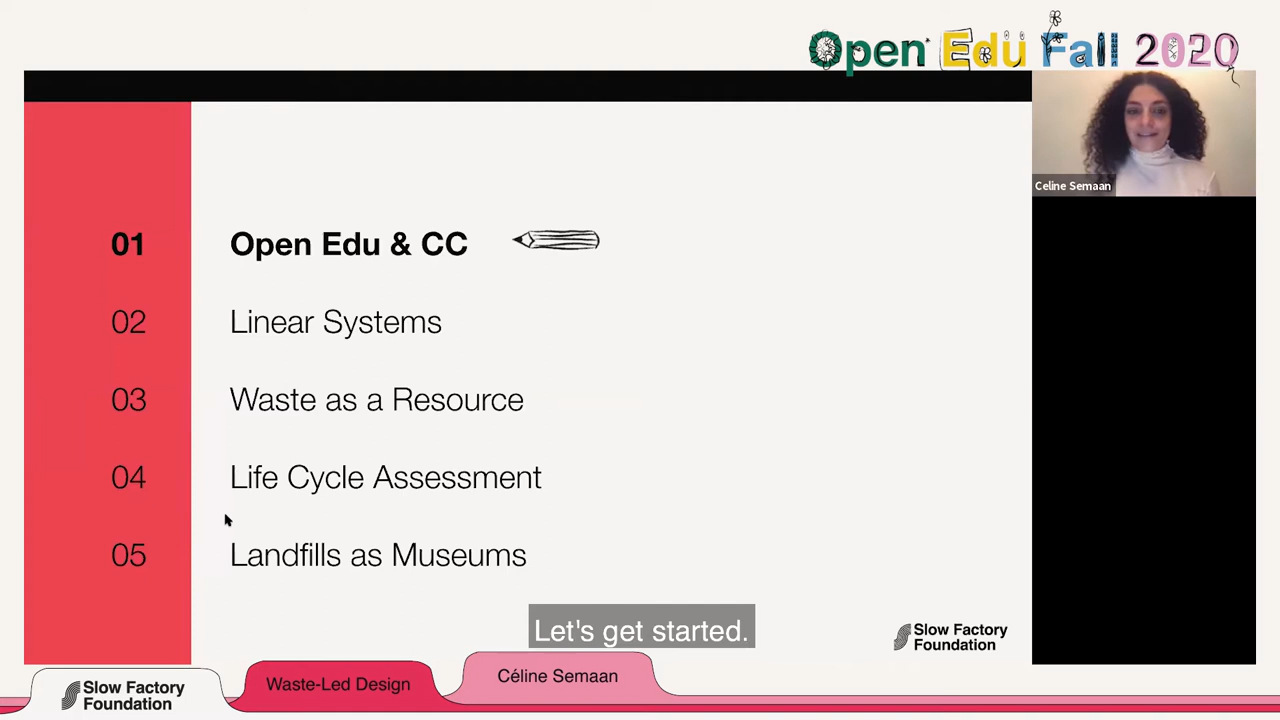 Open Edu Fall 2020
Celine Semaan
01 Open Edu & CC
02 Linear Systems
03 Waste as a Resource
04 Life Cycle Assessment
05 Landfills as Museums
Let's get started.
Slow Factory
Foundation
Slow Factory
Foundation
Waste-Led Design
Céline Semaan